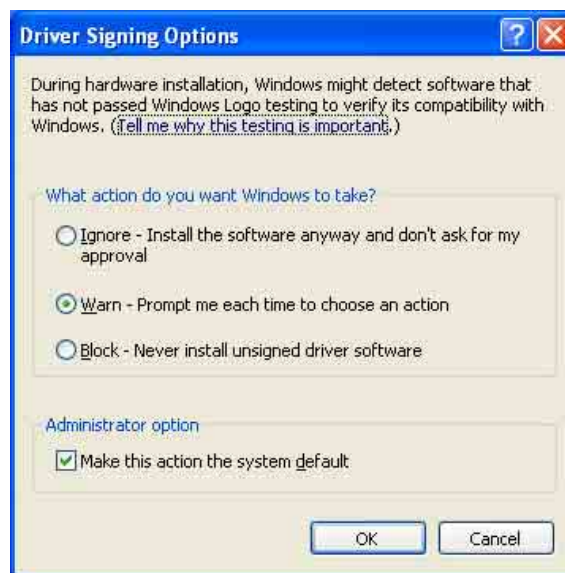 Driver Signing Options
During hardware installation, Windows might detect software that
has not passed Windows Logo testing to verify its compatibility with
Windows. (Tell me why this testing is important.)
What action do you want Windows to take?
Ignore - Install the software anyway and don't ask for my
approval
Warn - Prompt me each time to choose an action
Block - Never install unsigned driver software
Administrator option
Make this action the system default
OK Cancel